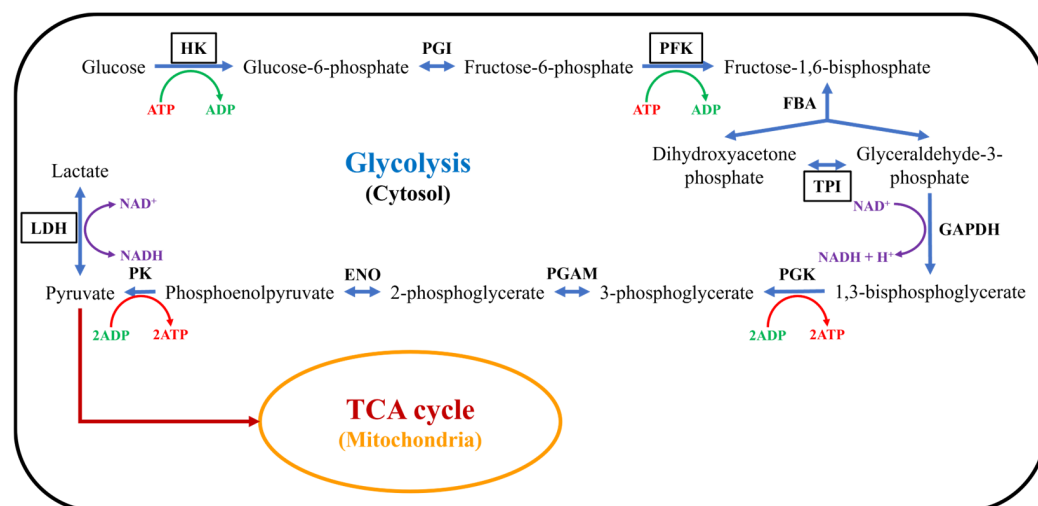 HK
PGI
PFK
Glucose
Glucose-6-phosphate
Fructose-6-phosphate
Fructose-1,6-bisphosphate
ATP
ADP
ATP
ADP
FBA
Glycolysis
(Cytosol)
Dihydroxyacetone
phosphate
Glyceraldehyde-3-
phosphate
TPI
Lactate
NAD⁺
LDH
NADH
NAD⁺
GAPDH
NADH + H⁺
PK
ENO
PGAM
PGK
Pyruvate
Phosphoenolpyruvate
2-phosphoglycerate
3-phosphoglycerate
1,3-bisphosphoglycerate
2ADP
2ATP
2ADP
2ATP
TCA cycle
(Mitochondria)